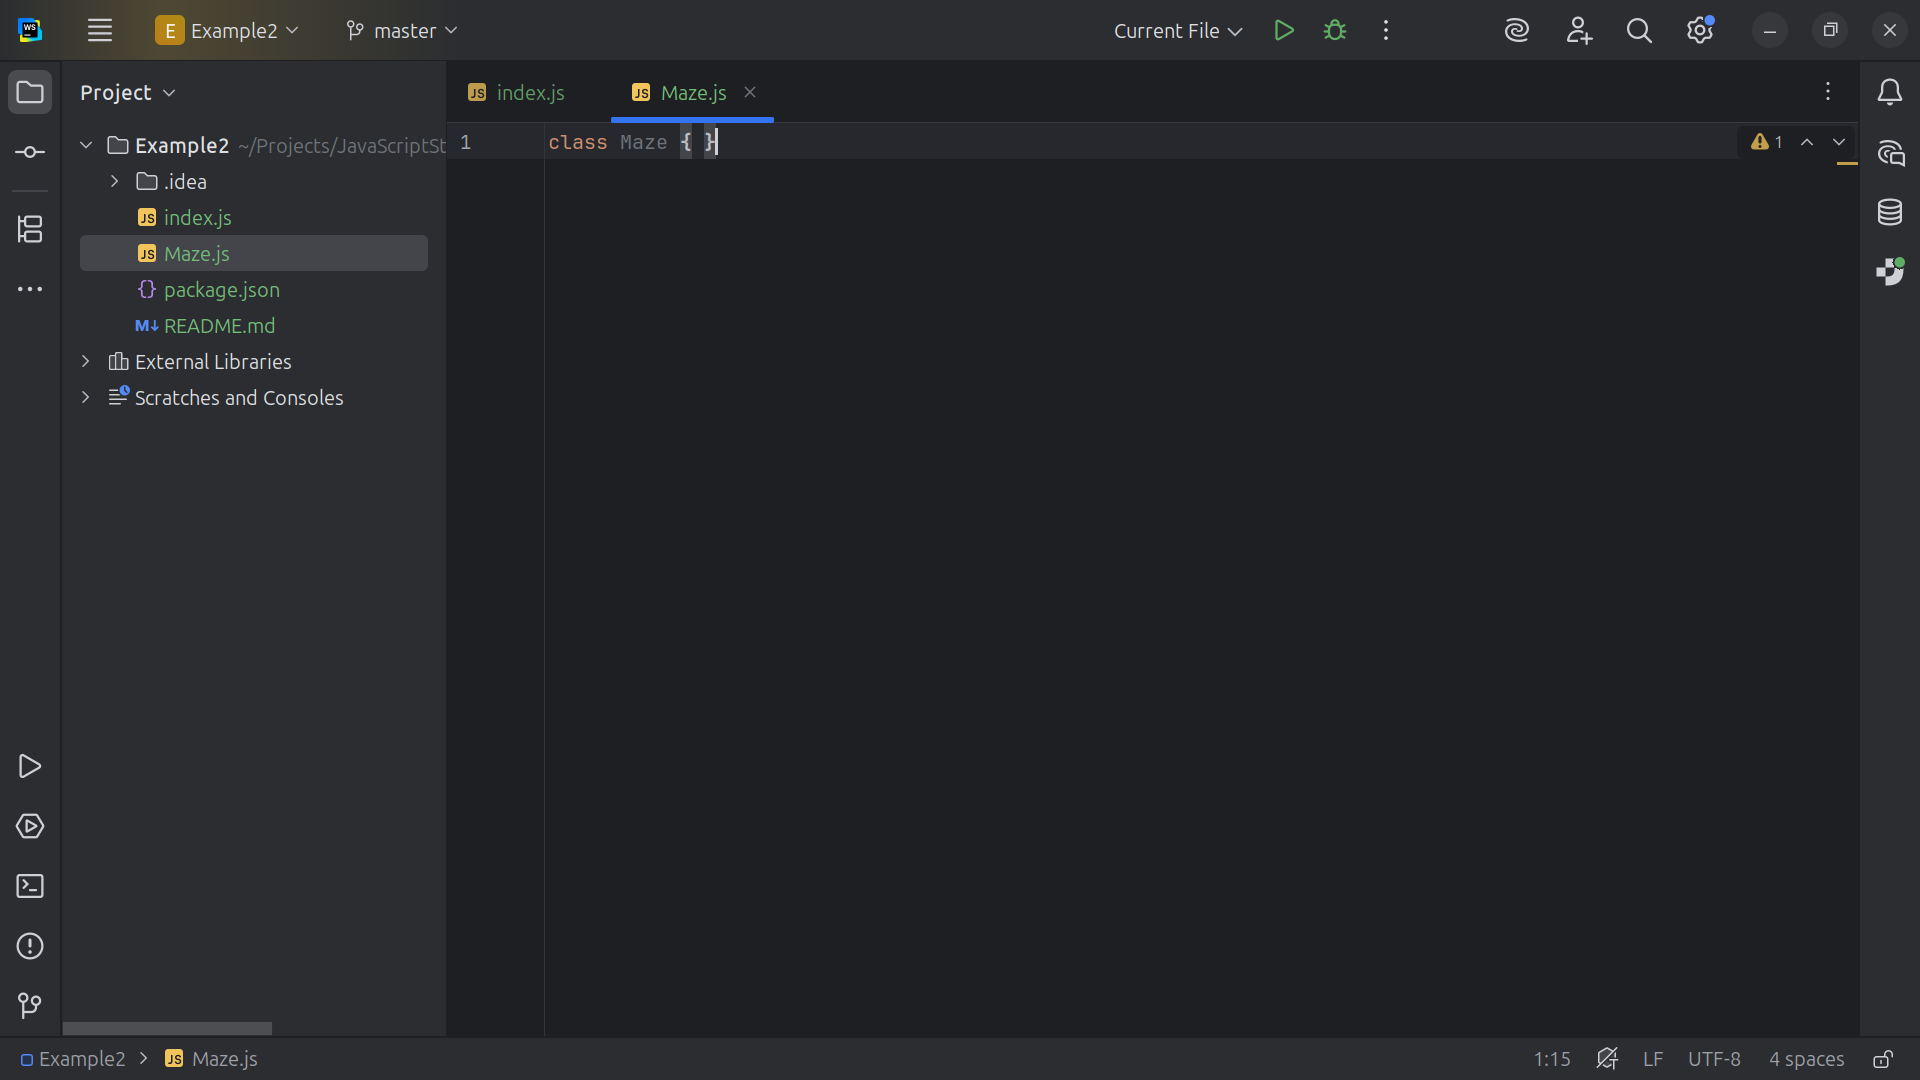 WS
E Example2
master
Current File
Project
JS index.js
JS Maze.js
Example2 ~/Projects/JavaScriptSt
.idea
JS index.js
JS Maze.js
{} package.json
M↓ README.md
External Libraries
Scratches and Consoles
1 class Maze { }
1
Example2 > JS Maze.js
1:15
LF
UTF-8
4 spaces